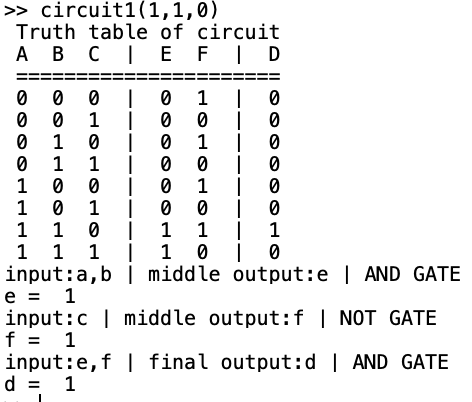 >> circuit1(1,1,0)
Truth table of circuit
A B C | E F | D
======================
0 0 0 | 0 1 | 0
0 0 1 | 0 0 | 0
0 1 0 | 0 1 | 0
0 1 1 | 0 0 | 0
1 0 0 | 0 1 | 0
1 0 1 | 0 0 | 0
1 1 0 | 1 1 | 1
1 1 1 | 1 0 | 0
input:a,b | middle output:e | AND GATE
e = 1
input:c | middle output:f | NOT GATE
f = 1
input:e,f | final output:d | AND GATE
d = 1